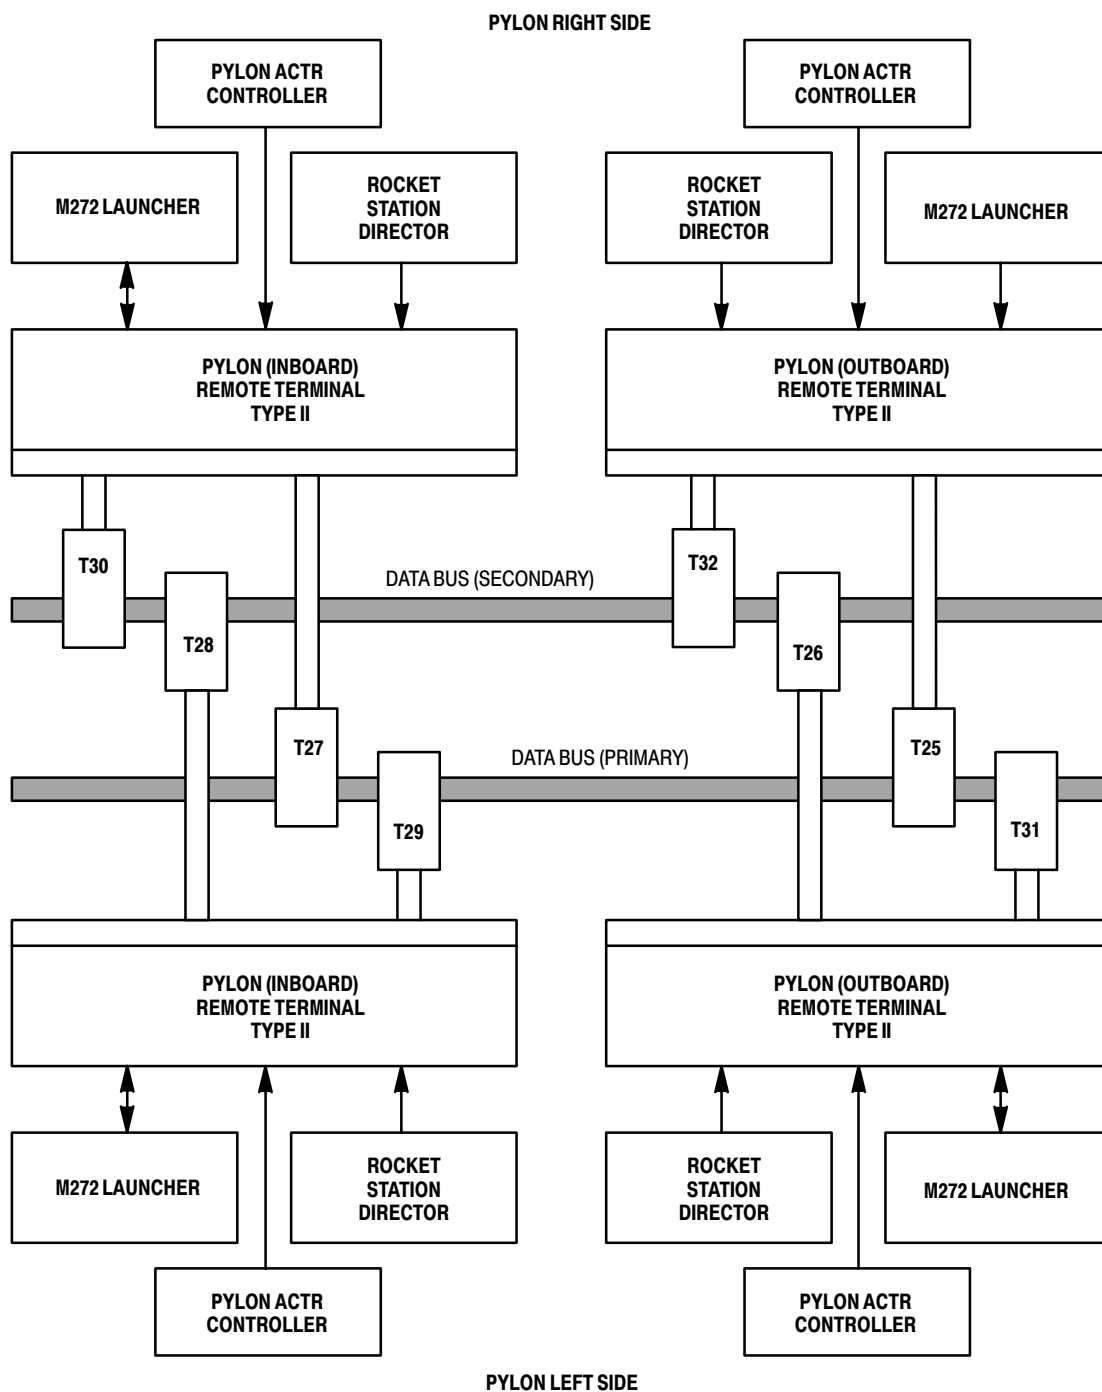 PYLON RIGHT SIDE
PYLON ACTR
CONTROLLER
PYLON ACTR
CONTROLLER
M272 LAUNCHER
ROCKET
STATION
DIRECTOR
ROCKET
STATION
DIRECTOR
M272 LAUNCHER
PYLON (INBOARD)
REMOTE TERMINAL
TYPE II
PYLON (OUTBOARD)
REMOTE TERMINAL
TYPE II
T30
T32
DATA BUS (SECONDARY)
T28
T26
T27
T25
DATA BUS (PRIMARY)
T29
T31
PYLON (INBOARD)
REMOTE TERMINAL
TYPE II
PYLON (OUTBOARD)
REMOTE TERMINAL
TYPE II
M272 LAUNCHER
ROCKET
STATION
DIRECTOR
ROCKET
STATION
DIRECTOR
M272 LAUNCHER
PYLON ACTR
CONTROLLER
PYLON ACTR
CONTROLLER
PYLON LEFT SIDE